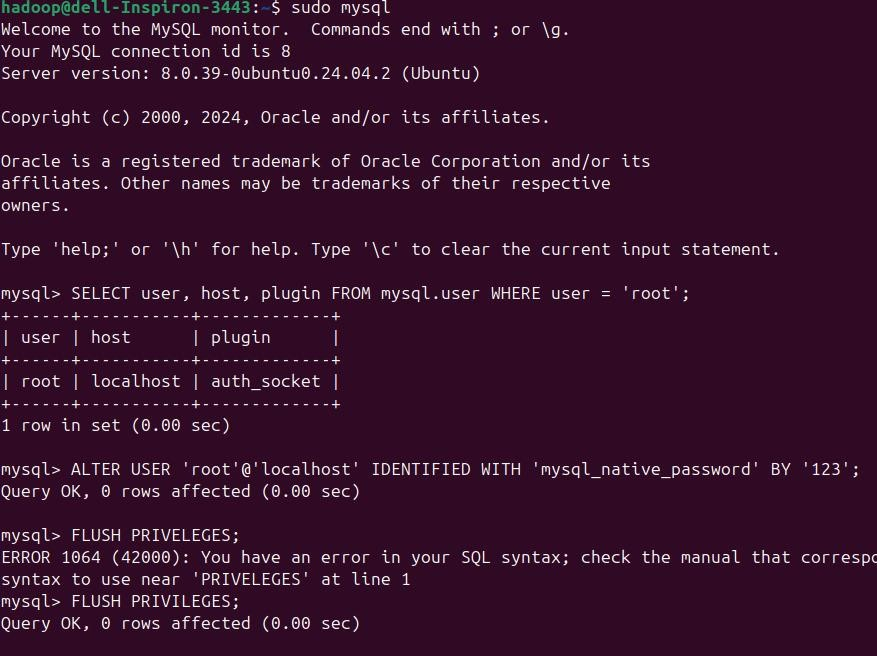 hadoop@dell-Inspiron-3443:~$ sudo mysql
Welcome to the MySQL monitor.  Commands end with ; or \g.
Your MySQL connection id is 8
Server version: 8.0.39-0ubuntu0.24.04.2 (Ubuntu)

Copyright (c) 2000, 2024, Oracle and/or its affiliates.

Oracle is a registered trademark of Oracle Corporation and/or its
affiliates. Other names may be trademarks of their respective
owners.

Type 'help;' or '\h' for help. Type '\c' to clear the current input statement.

mysql> SELECT user, host, plugin FROM mysql.user WHERE user = 'root';
+------+-----------+-------------+
| user | host      | plugin      |
+------+-----------+-------------+
| root | localhost | auth_socket |
+------+-----------+-------------+
1 row in set (0.00 sec)

mysql> ALTER USER 'root'@'localhost' IDENTIFIED WITH 'mysql_native_password' BY '123';
Query OK, 0 rows affected (0.00 sec)

mysql> FLUSH PRIVELEGES;
ERROR 1064 (42000): You have an error in your SQL syntax; check the manual that correspo
syntax to use near 'PRIVELEGES' at line 1
mysql> FLUSH PRIVILEGES;
Query OK, 0 rows affected (0.00 sec)